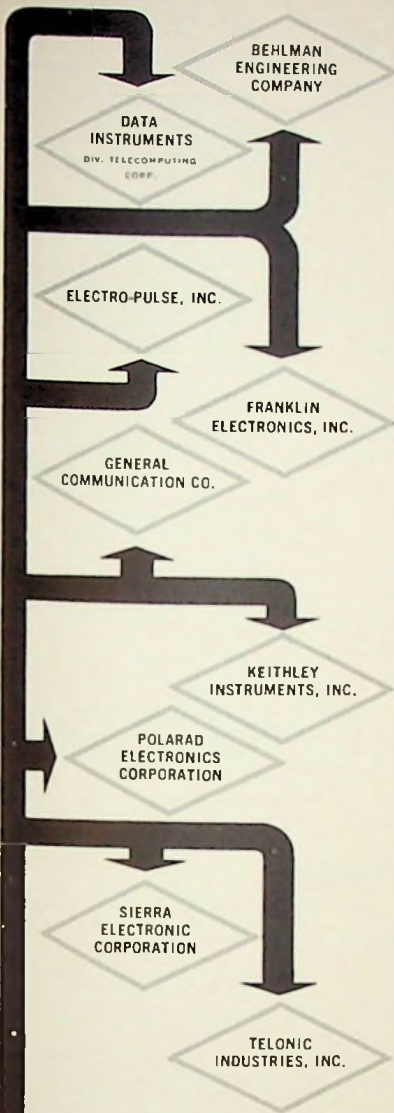 BEHLMAN
ENGINEERING
COMPANY
DATA
INSTRUMENTS
DIV. TELECOMPUTING
CORP.
ELECTRO-PULSE, INC.
FRANKLIN
ELECTRONICS, INC.
GENERAL
COMMUNICATION CO.
KEITHLEY
INSTRUMENTS, INC.
POLARAD
ELECTRONICS
CORPORATION
SIERRA
ELECTRONIC
CORPORATION
TELONIC
INDUSTRIES, INC.